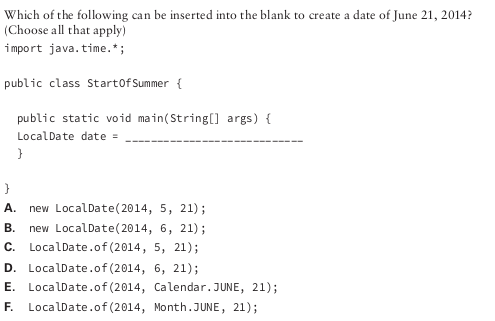 Which of the following can be inserted into the blank to create a date of June 21, 2014?
(Choose all that apply)
import java.time.*;
public class StartOfSummer {
public static void main(String[] args) {
LocalDate date = ____________________________
}
}
A. new LocalDate(2014, 5, 21);
B. new LocalDate(2014, 6, 21);
C. LocalDate.of(2014, 5, 21);
D. LocalDate.of(2014, 6, 21);
E. LocalDate.of(2014, Calendar.JUNE, 21);
F. LocalDate.of(2014, Month.JUNE, 21);